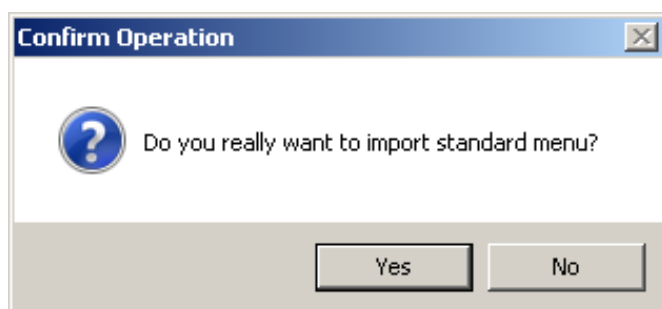 Confirm Operation
Do you really want to import standard menu?
Yes
No